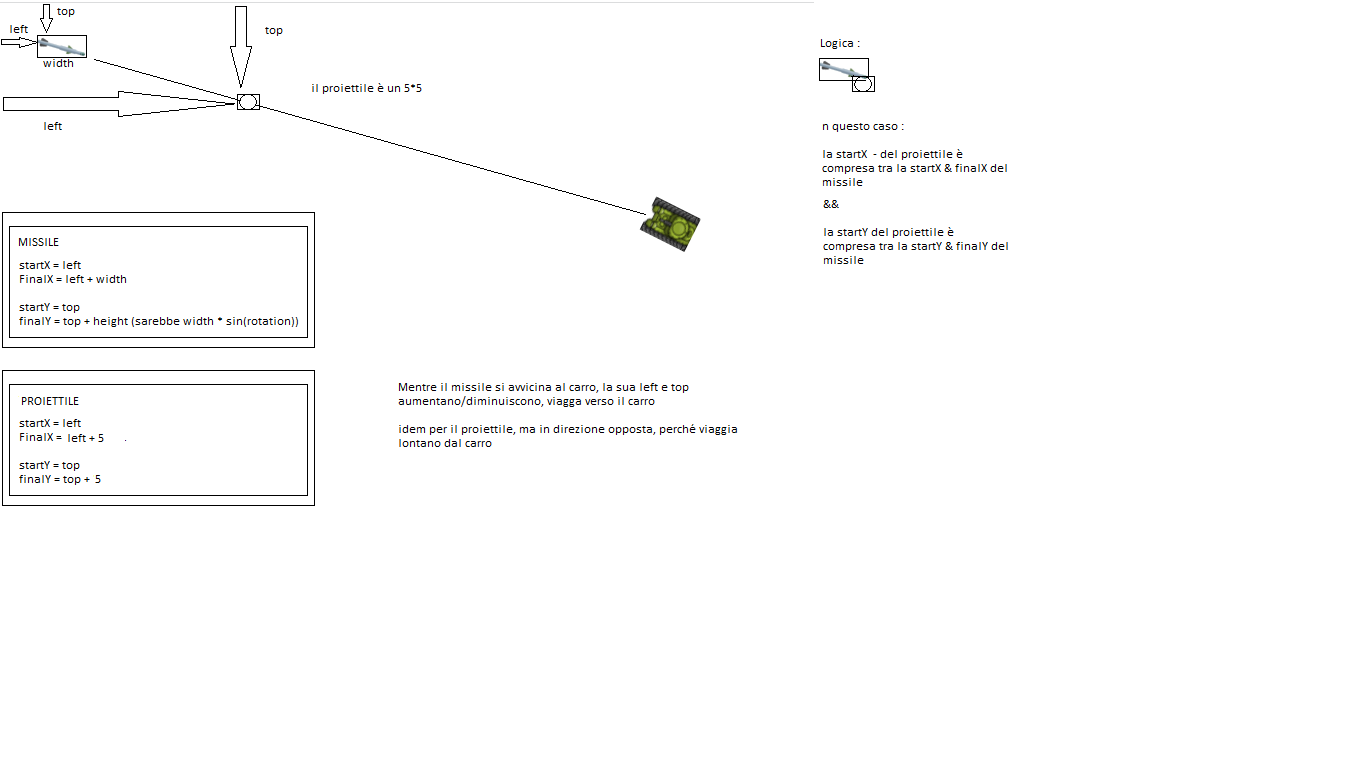 top
left
width
top
il proiettile è un 5*5
left
MISSILE
startX = left
FinalX = left + width
startY = top
finalY = top + height (sarebbe width * sin(rotation))
PROIETTILE
startX = left
FinalX = left + 5
startY = top
finalY = top + 5
Mentre il missile si avvicina al carro, la sua left e top
aumentano/diminuiscono, viagga verso il carro
idem per il proiettile, ma in direzione opposta, perché viaggia
lontano dal carro
Logica :
n questo caso :
la startX - del proiettile è
compresa tra la startX & finalX del
missile
&&
la startY del proiettile è
compresa tra la startY & finalY del
missile